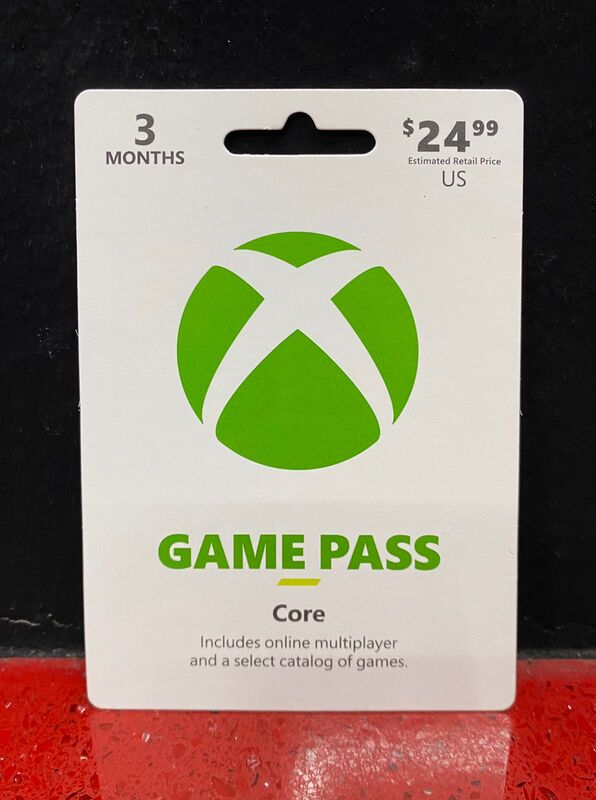 3
MONTHS
$24.99
Estimated Retail Price
US
GAME PASS
Core
Includes online multiplayer
and a select catalog of games.